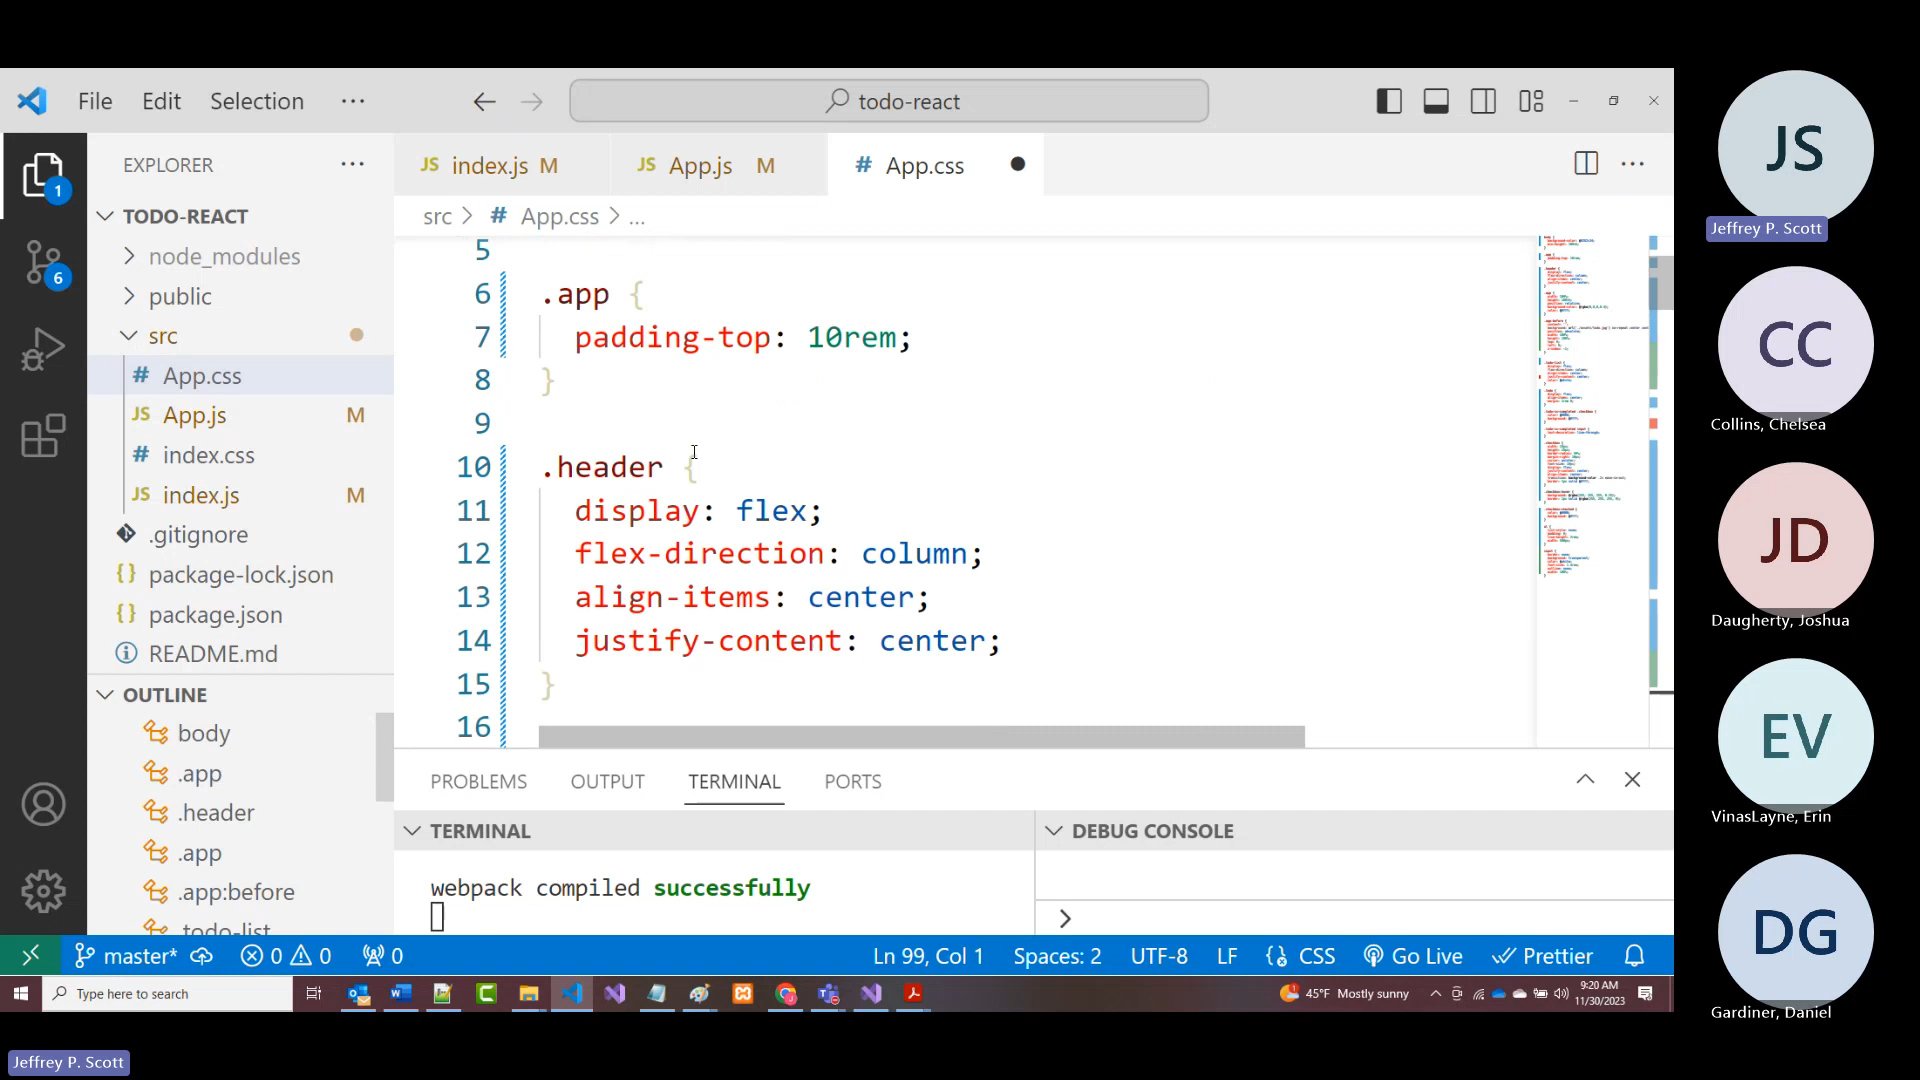 File Edit Selection ···
todo-react
EXPLORER ···
JS index.js M
JS App.js M
# App.css
TODO-REACT
src > # App.css > ...
node_modules
public
src
# App.css
JS App.js M
# index.css
JS index.js M
.gitignore
{} package-lock.json
{} package.json
README.md
5
6 .app {
7 padding-top: 10rem;
8 }
9
10 .header {
11 display: flex;
12 flex-direction: column;
13 align-items: center;
14 justify-content: center;
15 }
16
OUTLINE
body
.app
.header
.app
.app:before
.todo-list
PROBLEMS OUTPUT TERMINAL PORTS
TERMINAL
DEBUG CONSOLE
webpack compiled successfully
>
1
6
master* 0 0 0
Ln 99, Col 1 Spaces: 2 UTF-8 LF CSS Go Live Prettier
Type here to search
45°F Mostly sunny
9:20 AM
11/30/2023
JS
Jeffrey P. Scott
CC
Collins, Chelsea
JD
Daugherty, Joshua
EV
VinasLayne, Erin
DG
Gardiner, Daniel
Jeffrey P. Scott